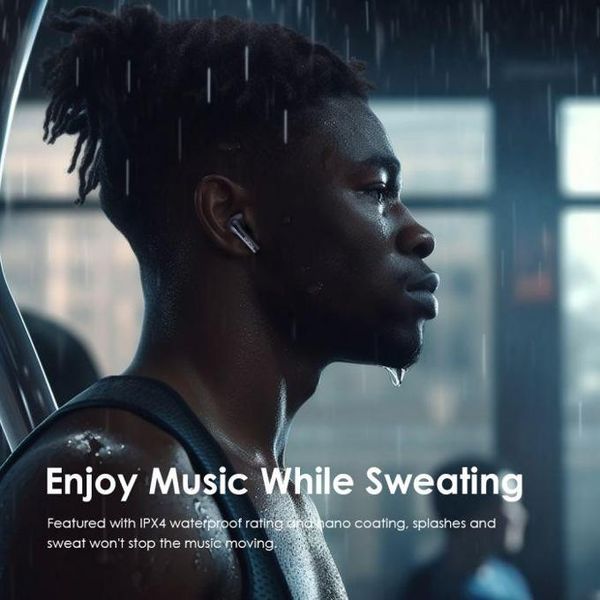 Enjoy Music While Sweating
Featured with IPX4 waterproof rating and nano coating, splashes and
sweat won't stop the music moving.